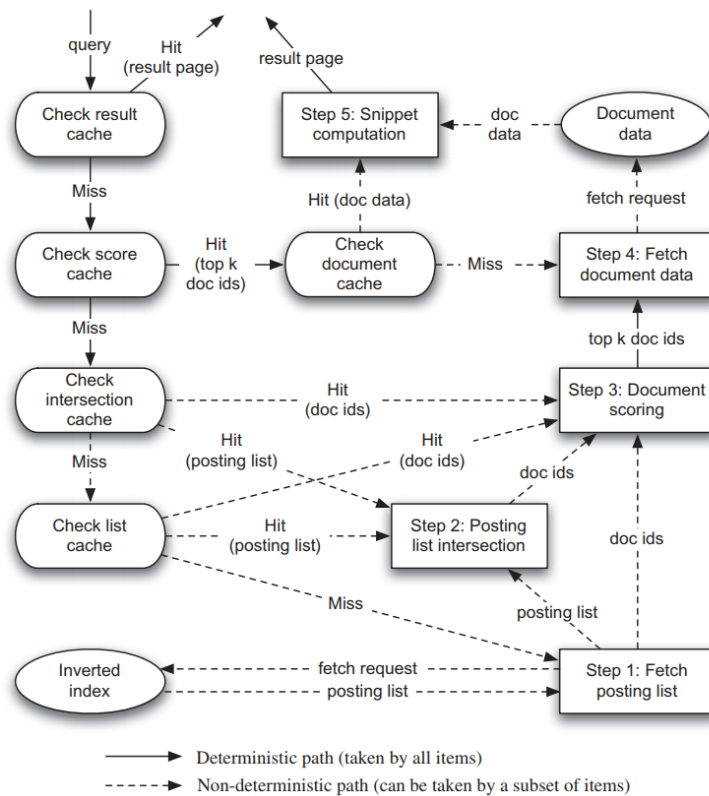 query
Hit
(result page)
result page
Check result
cache
Step 5: Snippet
computation
doc
data
Document
data
Miss
Hit (doc data)
fetch request
Check score
cache
Hit
(top k
doc ids)
Check
document
cache
Miss
Step 4: Fetch
document data
Miss
top k doc ids
Check
intersection
cache
Hit
(doc ids)
Step 3: Document
scoring
Miss
Hit
(posting list)
Hit
(doc ids)
doc ids
Check list
cache
Hit
(posting list)
Step 2: Posting
list intersection
doc ids
Miss
posting list
Inverted
index
fetch request
posting list
Step 1: Fetch
posting list
Deterministic path (taken by all items)
Non-deterministic path (can be taken by a subset of items)